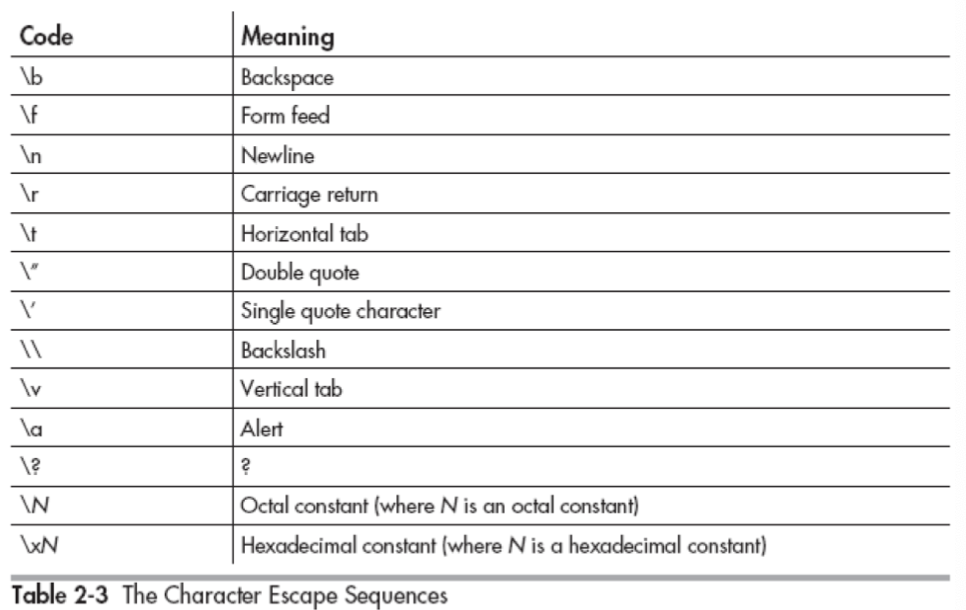 Code Meaning
\b Backspace
\f Form feed
\n Newline
\r Carriage return
\t Horizontal tab
\" Double quote
\' Single quote character
\\ Backslash
\v Vertical tab
\a Alert
\? ?
\N Octal constant (where N is an octal constant)
\xN Hexadecimal constant (where N is a hexadecimal constant)
Table 2-3 The Character Escape Sequences